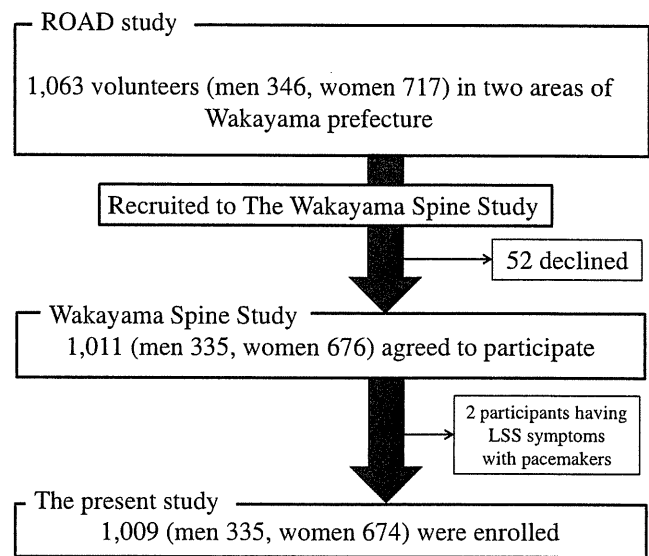 ROAD study
1,063 volunteers (men 346, women 717) in two areas of
Wakayama prefecture
Recruited to The Wakayama Spine Study
52 declined
Wakayama Spine Study
1,011 (men 335, women 676) agreed to participate
2 participants having
LSS symptoms
with pacemakers
The present study
1,009 (men 335, women 674) were enrolled